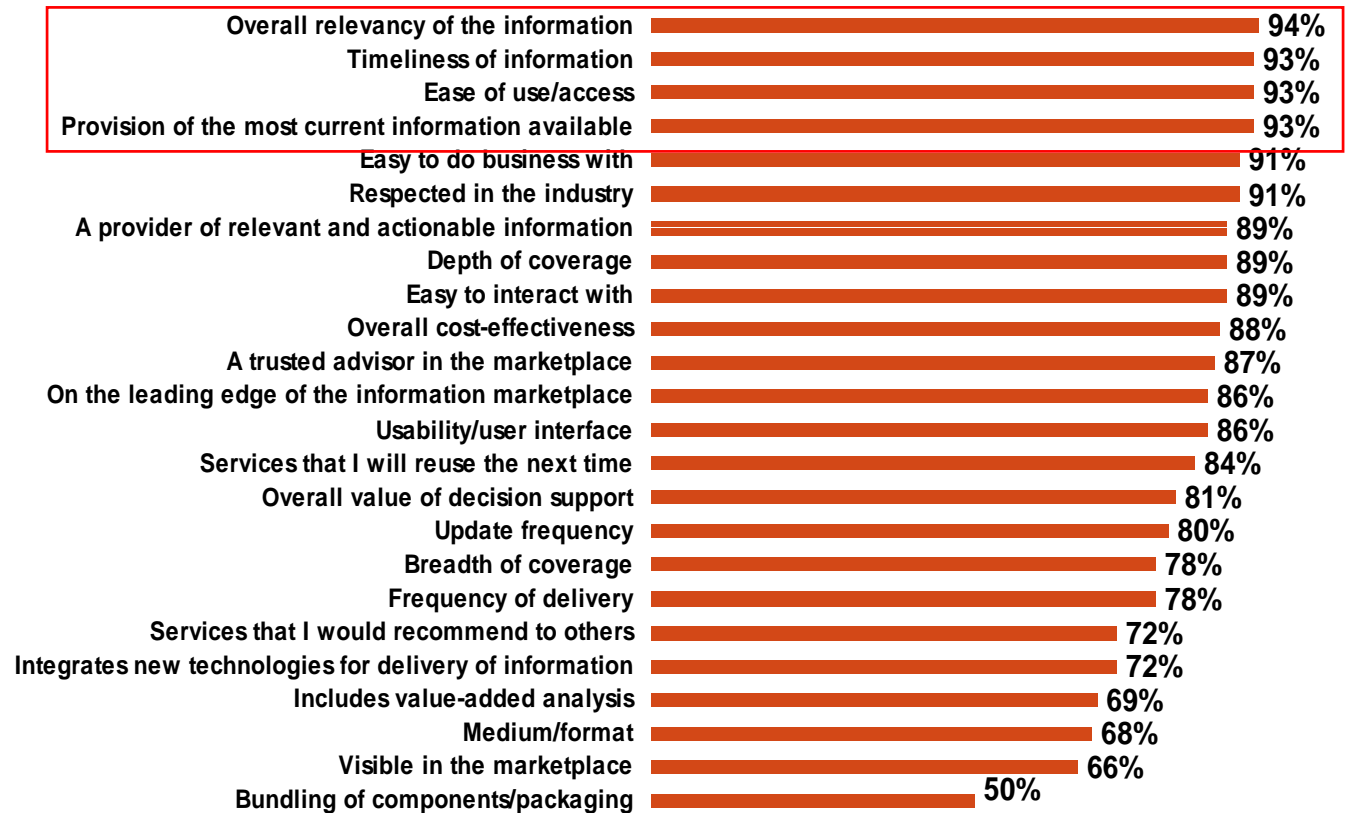 Overall relevancy of the information 94%
Timeliness of information 93%
Ease of use/access 93%
Provision of the most current information available 93%
Easy to do business with 91%
Respected in the industry 91%
A provider of relevant and actionable information 89%
Depth of coverage 89%
Easy to interact with 89%
Overall cost-effectiveness 88%
A trusted advisor in the marketplace 87%
On the leading edge of the information marketplace 86%
Usability/user interface 86%
Services that I will reuse the next time 84%
Overall value of decision support 81%
Update frequency 80%
Breadth of coverage 78%
Frequency of delivery 78%
Services that I would recommend to others 72%
Integrates new technologies for delivery of information 72%
Includes value-added analysis 69%
Medium/format 68%
Visible in the marketplace 66%
Bundling of components/packaging 50%